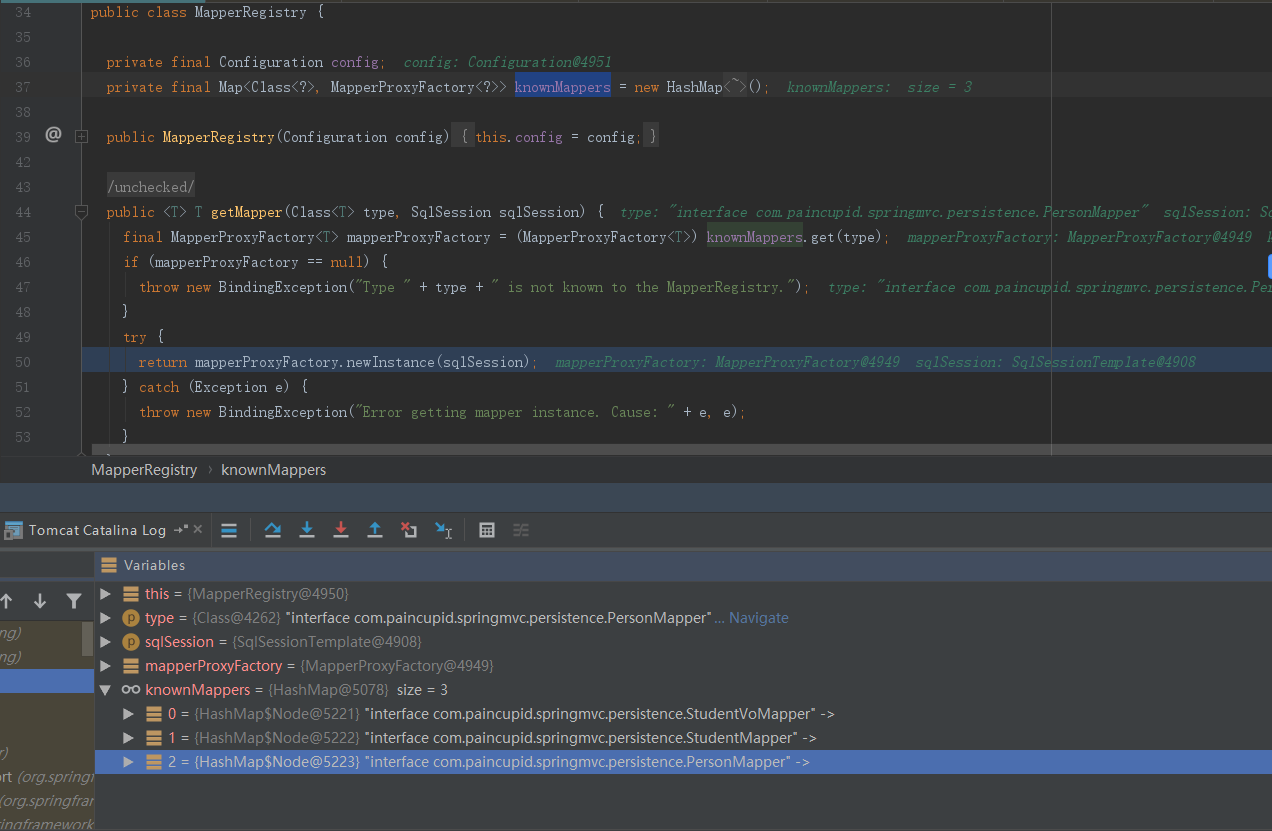 34 public class MapperRegistry {
35
36 private final Configuration config; config: Configuration@4951
37 private final Map<Class<?>, MapperProxyFactory<?>> knownMappers = new HashMap<~>(); knownMappers: size = 3
38
39 @ public MapperRegistry(Configuration config) { this.config = config; }
42
43 /unchecked/
44 public <T> T getMapper(Class<T> type, SqlSession sqlSession) { type: "interface com.paincupid.springmvc.persistence.PersonMapper" sqlSession:
45 final MapperProxyFactory<T> mapperProxyFactory = (MapperProxyFactory<T>) knownMappers.get(type); mapperProxyFactory: MapperProxyFactory@4949
46 if (mapperProxyFactory == null) {
47 throw new BindingException("Type " + type + " is not known to the MapperRegistry."); type: "interface com.paincupid.springmvc.persistence.Per
48 }
49 try {
50 return mapperProxyFactory.newInstance(sqlSession); mapperProxyFactory: MapperProxyFactory@4949 sqlSession: SqlSessionTemplate@4908
51 } catch (Exception e) {
52 throw new BindingException("Error getting mapper instance. Cause: " + e, e);
53 }
MapperRegistry › knownMappers
Tomcat Catalina Log
Variables
this = {MapperRegistry@4950}
type = {Class@4262} "interface com.paincupid.springmvc.persistence.PersonMapper" ... Navigate
ng)
sqlSession = {SqlSessionTemplate@4908}
ng)
mapperProxyFactory = {MapperProxyFactory@4949}
knownMappers = {HashMap@5078} size = 3
0 = {HashMap$Node@5221} "interface com.paincupid.springmvc.persistence.StudentVoMapper" ->
1 = {HashMap$Node@5222} "interface com.paincupid.springmvc.persistence.StudentMapper" ->
r)
2 = {HashMap$Node@5223} "interface com.paincupid.springmvc.persistence.PersonMapper" ->
rt (org.springf
(org.springfran
ringframework